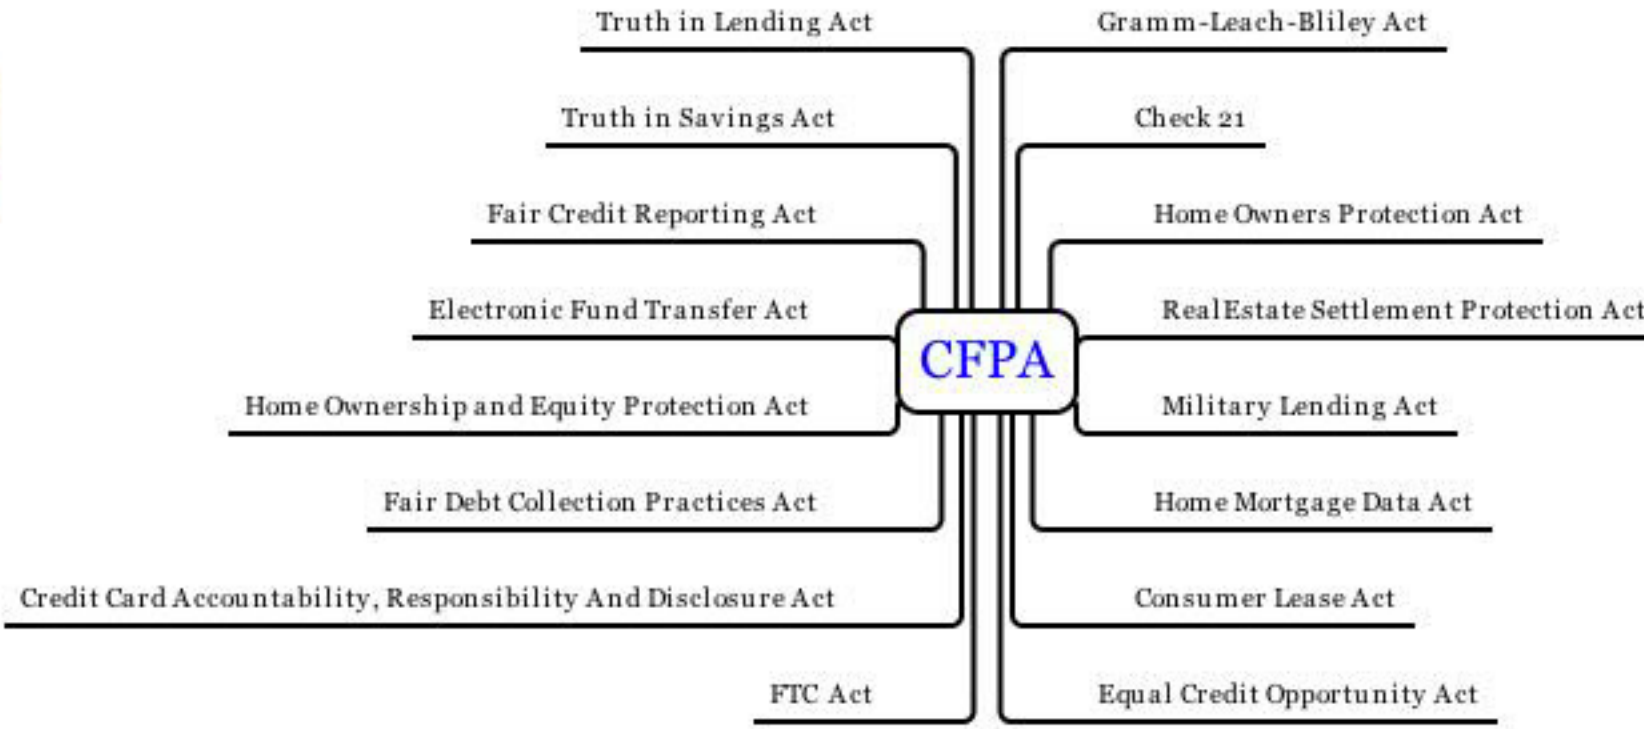 Truth in Lending Act
Truth in Savings Act
Fair Credit Reporting Act
Electronic Fund Transfer Act
Home Ownership and Equity Protection Act
Fair Debt Collection Practices Act
Credit Card Accountability, Responsibility And Disclosure Act
FTC Act
CFPA
Gramm-Leach-Bliley Act
Check 21
Home Owners Protection Act
Real Estate Settlement Protection Act
Military Lending Act
Home Mortgage Data Act
Consumer Lease Act
Equal Credit Opportunity Act